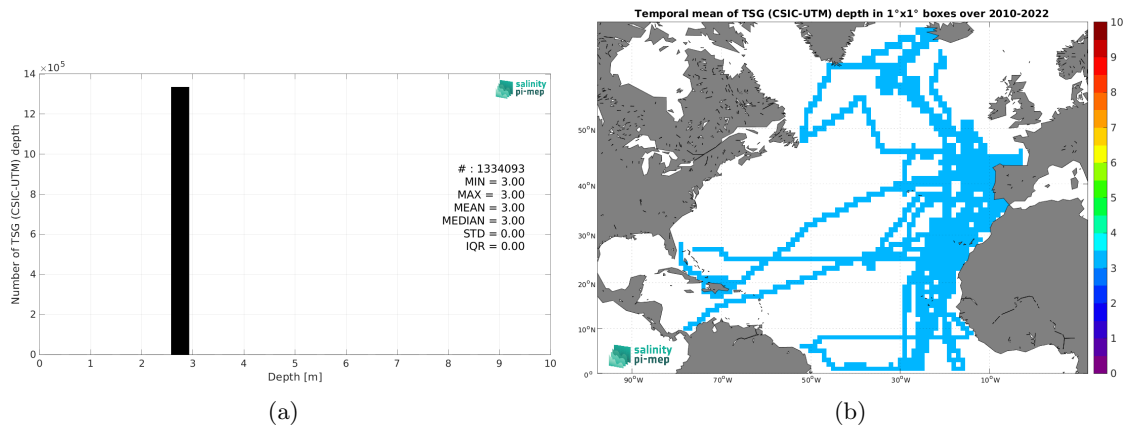 ×10⁵
14
12
10
8
6
4
2
0
Number of TSG (CSIC-UTM) depth
0 1 2 3 4 5 6 7 8 9 10
Depth [m]
salinity
pi-mep
# : 1334093
MIN = 3.00
MAX = 3.00
MEAN = 3.00
MEDIAN = 3.00
STD = 0.00
IQR = 0.00
(a)
Temporal mean of TSG (CSIC-UTM) depth in 1°x1° boxes over 2010-2022
50°N
40°N
30°N
20°N
10°N
0°
90°W 70°W 50°W 30°W 10°W
salinity
pi-mep
10
9
8
7
6
5
4
3
2
1
0
(b)